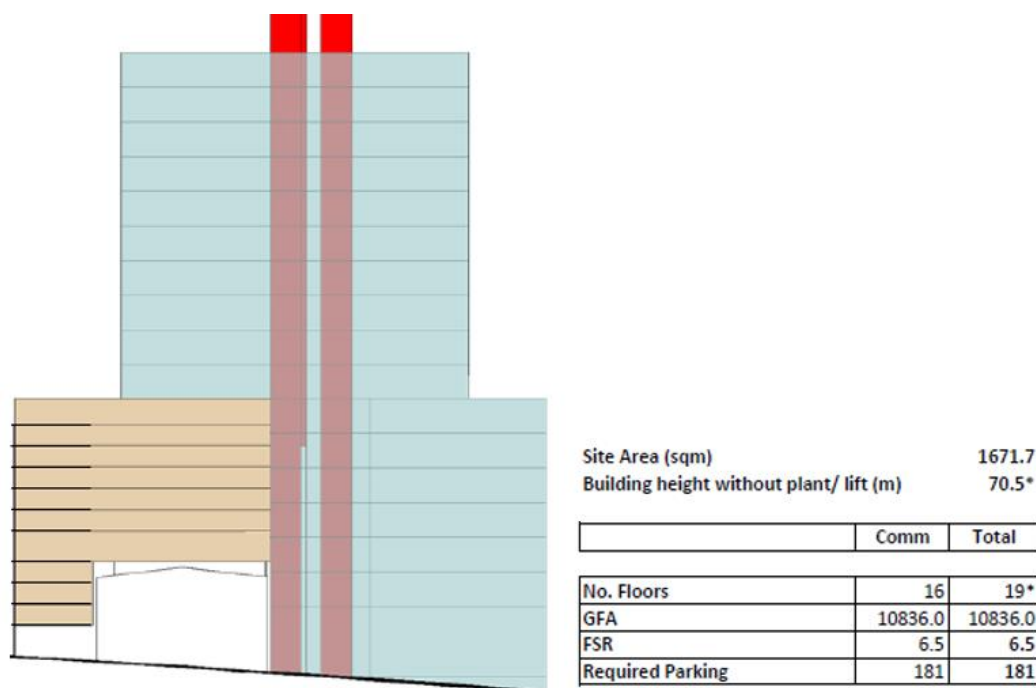 Site Area (sqm) 1671.7
Building height without plant/ lift (m) 70.5*
Comm Total
No. Floors 16 19*
GFA 10836.0 10836.0
FSR 6.5 6.5
Required Parking 181 181